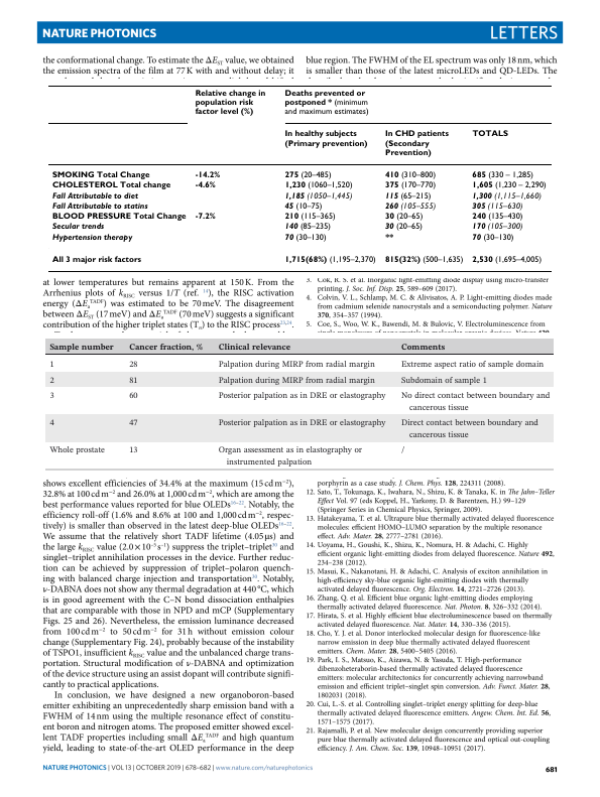 NATURE PHOTONICS
LETTERS
the conformational change. To estimate the ΔE_ST value, we obtained
the emission spectra of the film at 77 K with and without delay; it
blue region. The FWHM of the EL spectrum was only 18 nm, which
is smaller than those of the latest microLEDs and QD-LEDs. The
Relative change in population risk factor level (%) Deaths prevented or postponed * (minimum and maximum estimates)
In healthy subjects (Primary prevention) In CHD patients (Secondary Prevention) TOTALS
SMOKING Total Change -14.2% 275 (20–485) 410 (310–800) 685 (330 – 1,285)
CHOLESTEROL Total change -4.6% 1,230 (1060–1,520) 375 (170–770) 1,605 (1,230 – 2,290)
Fall Attributable to diet 1,185 (1050–1,445) 115 (65–215) 1,300 (1,115–1,660)
Fall Attributable to statins 45 (10–75) 260 (105–555) 305 (115–630)
BLOOD PRESSURE Total Change -7.2% 210 (115–365) 30 (20–65) 240 (135–430)
Secular trends 140 (85–235) 30 (20–65) 170 (105–300)
Hypertension therapy 70 (30–130) ** 70 (30–130)
All 3 major risk factors 1,715(68%) (1,195–2,370) 815(32%) (500–1,635) 2,530 (1,695–4,005)
at lower temperatures but remains apparent at 150 K. From the
Arrhenius plots of k_RISC versus 1/T (ref. 14), the RISC activation
energy (ΔE_a^TADF) was estimated to be 70 meV. The disagreement
between ΔE_ST (17 meV) and ΔE_a^TADF (70 meV) suggests a significant
contribution of the higher triplet states (T_n) to the RISC process23,24.
5. Cok, R. S. et al. Inorganic light-emitting diode display using micro-transfer
printing. J. Soc. Inf. Disp. 25, 589–609 (2017).
4. Colvin, V. L., Schlamp, M. C. & Alivisatos, A. P. Light-emitting diodes made
from cadmium selenide nanocrystals and a semiconducting polymer. Nature
370, 354–357 (1994).
5. Coe, S., Woo, W. K., Bawendi, M. & Bulovic, V. Electroluminescence from
Sample number Cancer fraction, % Clinical relevance Comments
1 28 Palpation during MIRP from radial margin Extreme aspect ratio of sample domain
2 81 Palpation during MIRP from radial margin Subdomain of sample 1
3 60 Posterior palpation as in DRE or elastography No direct contact between boundary and
cancerous tissue
4 47 Posterior palpation as in DRE or elastography Direct contact between boundary and
cancerous tissue
Whole prostate 13 Organ assessment as in elastography or /
instrumented palpation
shows excellent efficiencies of 34.4% at the maximum (15 cd m−2),
32.8% at 100 cd m−2 and 26.0% at 1,000 cd m−2, which are among the
best performance values reported for blue OLEDs16–22. Notably, the
efficiency roll-off (1.6% and 8.6% at 100 and 1,000 cd m−2, respec-
tively) is smaller than observed in the latest deep-blue OLEDs19–22.
We assume that the relatively short TADF lifetime (4.05 μs) and
the large k_RISC value (2.0 × 10−5 s−1) suppress the triplet–triplet30 and
singlet–triplet annihilation processes in the device. Further reduc-
tion can be achieved by suppression of triplet–polaron quench-
ing with balanced charge injection and transportation31. Notably,
ν-DABNA does not show any thermal degradation at 440 °C, which
is in good agreement with the C–N bond dissociation enthalpies
that are comparable with those in NPD and mCP (Supplementary
Figs. 25 and 26). Nevertheless, the emission luminance decreased
from 100 cd m−2 to 50 cd m−2 for 31 h without emission colour
change (Supplementary Fig. 24), probably because of the instability
of TSPO1, insufficient k_RISC value and the unbalanced charge trans-
portation. Structural modification of ν-DABNA and optimization
of the device structure using an assist dopant will contribute signifi-
cantly to practical applications.
In conclusion, we have designed a new organoboron-based
emitter exhibiting an unprecedentedly sharp emission band with a
FWHM of 14 nm using the multiple resonance effect of constitu-
ent boron and nitrogen atoms. The proposed emitter showed excel-
lent TADF properties including small ΔE_a^TADF and high quantum
yield, leading to state-of-the-art OLED performance in the deep
porphyrin as a case study. J. Chem. Phys. 128, 224311 (2008).
12. Sato, T., Tokunaga, K., Iwahara, N., Shizu, K. & Tanaka, K. in The Jahn–Teller
Effect Vol. 97 (eds Koppel, H., Yarkony, D. & Barentzen, H.) 99–129
(Springer Series in Chemical Physics, Springer, 2009).
13. Hatakeyama, T. et al. Ultrapure blue thermally activated delayed fluorescence
molecules: efficient HOMO–LUMO separation by the multiple resonance
effect. Adv. Mater. 28, 2777–2781 (2016).
14. Uoyama, H., Goushi, K., Shizu, K., Nomura, H. & Adachi, C. Highly
efficient organic light-emitting diodes from delayed fluorescence. Nature 492,
234–238 (2012).
15. Masui, K., Nakanotani, H. & Adachi, C. Analysis of exciton annihilation in
high-efficiency sky-blue organic light-emitting diodes with thermally
activated delayed fluorescence. Org. Electron. 14, 2721–2726 (2013).
16. Zhang, Q. et al. Efficient blue organic light-emitting diodes employing
thermally activated delayed fluorescence. Nat. Photon. 8, 326–332 (2014).
17. Hirata, S. et al. Highly efficient blue electroluminescence based on thermally
activated delayed fluorescence. Nat. Mater. 14, 330–336 (2015).
18. Cho, Y. J. et al. Donor interlocked molecular design for fluorescence-like
narrow emission in deep blue thermally activated delayed fluorescent
emitters. Chem. Mater. 28, 5400–5405 (2016).
19. Park, I. S., Matsuo, K., Aizawa, N. & Yasuda, T. High-performance
dibenzoheteraborin-based thermally activated delayed fluorescence
emitters: molecular architectonics for concurrently achieving narrowband
emission and efficient triplet–singlet spin conversion. Adv. Funct. Mater. 28,
1802031 (2018).
20. Cui, L.-S. et al. Controlling singlet–triplet energy splitting for deep-blue
thermally activated delayed fluorescence emitters. Angew. Chem. Int. Ed. 56,
1571–1575 (2017).
21. Rajamalli, P. et al. New molecular design concurrently providing superior
pure blue thermally activated delayed fluorescence and optical out-coupling
efficiency. J. Am. Chem. Soc. 139, 10948–10951 (2017).
NATURE PHOTONICS | VOL 13 | OCTOBER 2019 | 678–682 | www.nature.com/naturephotonics
681